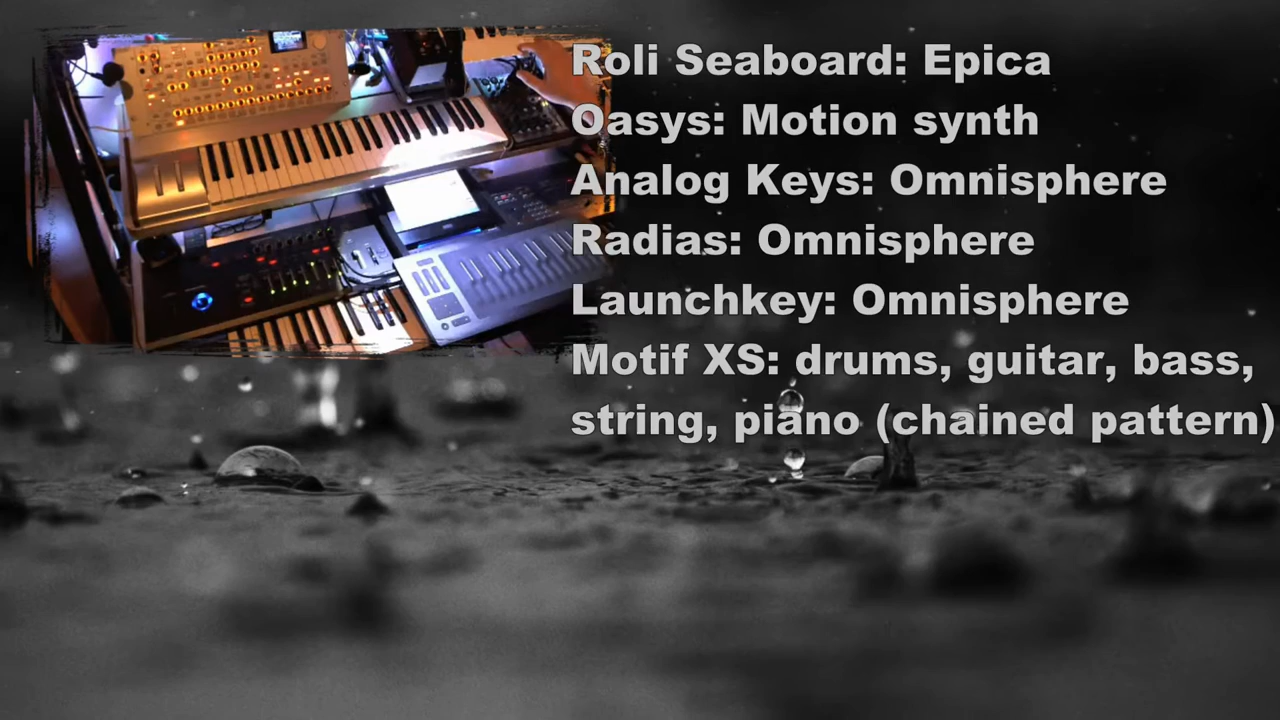 Roli Seaboard: Epica
Oasys: Motion synth
Analog Keys: Omnisphere
Radias: Omnisphere
Launchkey: Omnisphere
Motif XS: drums, guitar, bass,
string, piano (chained pattern)